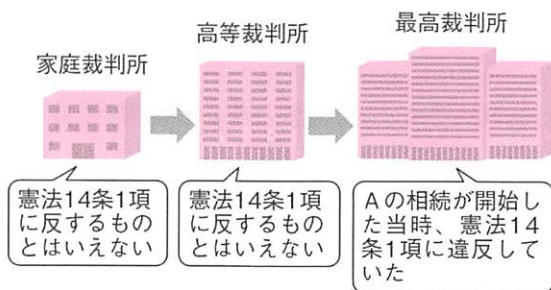 家庭裁判所
高等裁判所
最高裁判所
憲法14条1項
に反するもの
とはいえない
憲法14条1項
に反するもの
とはいえない
Aの相続が開始し
た当時、憲法14
条1項に違反して
いた